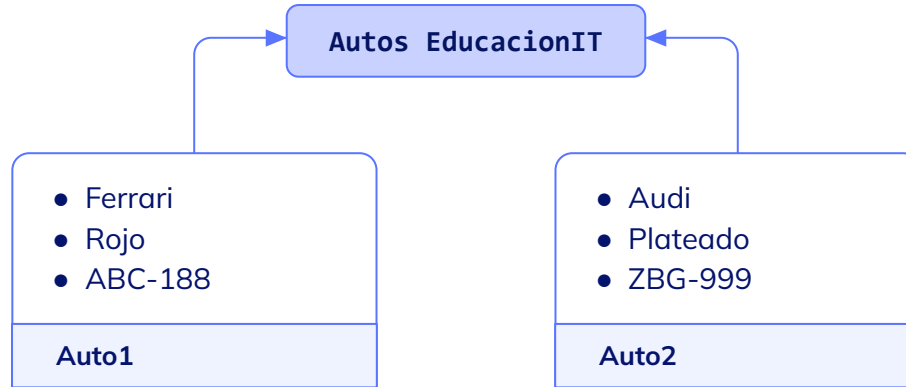 Autos EducacionIT
● Ferrari
● Rojo
● ABC-188
Auto1
● Audi
● Plateado
● ZBG-999
Auto2